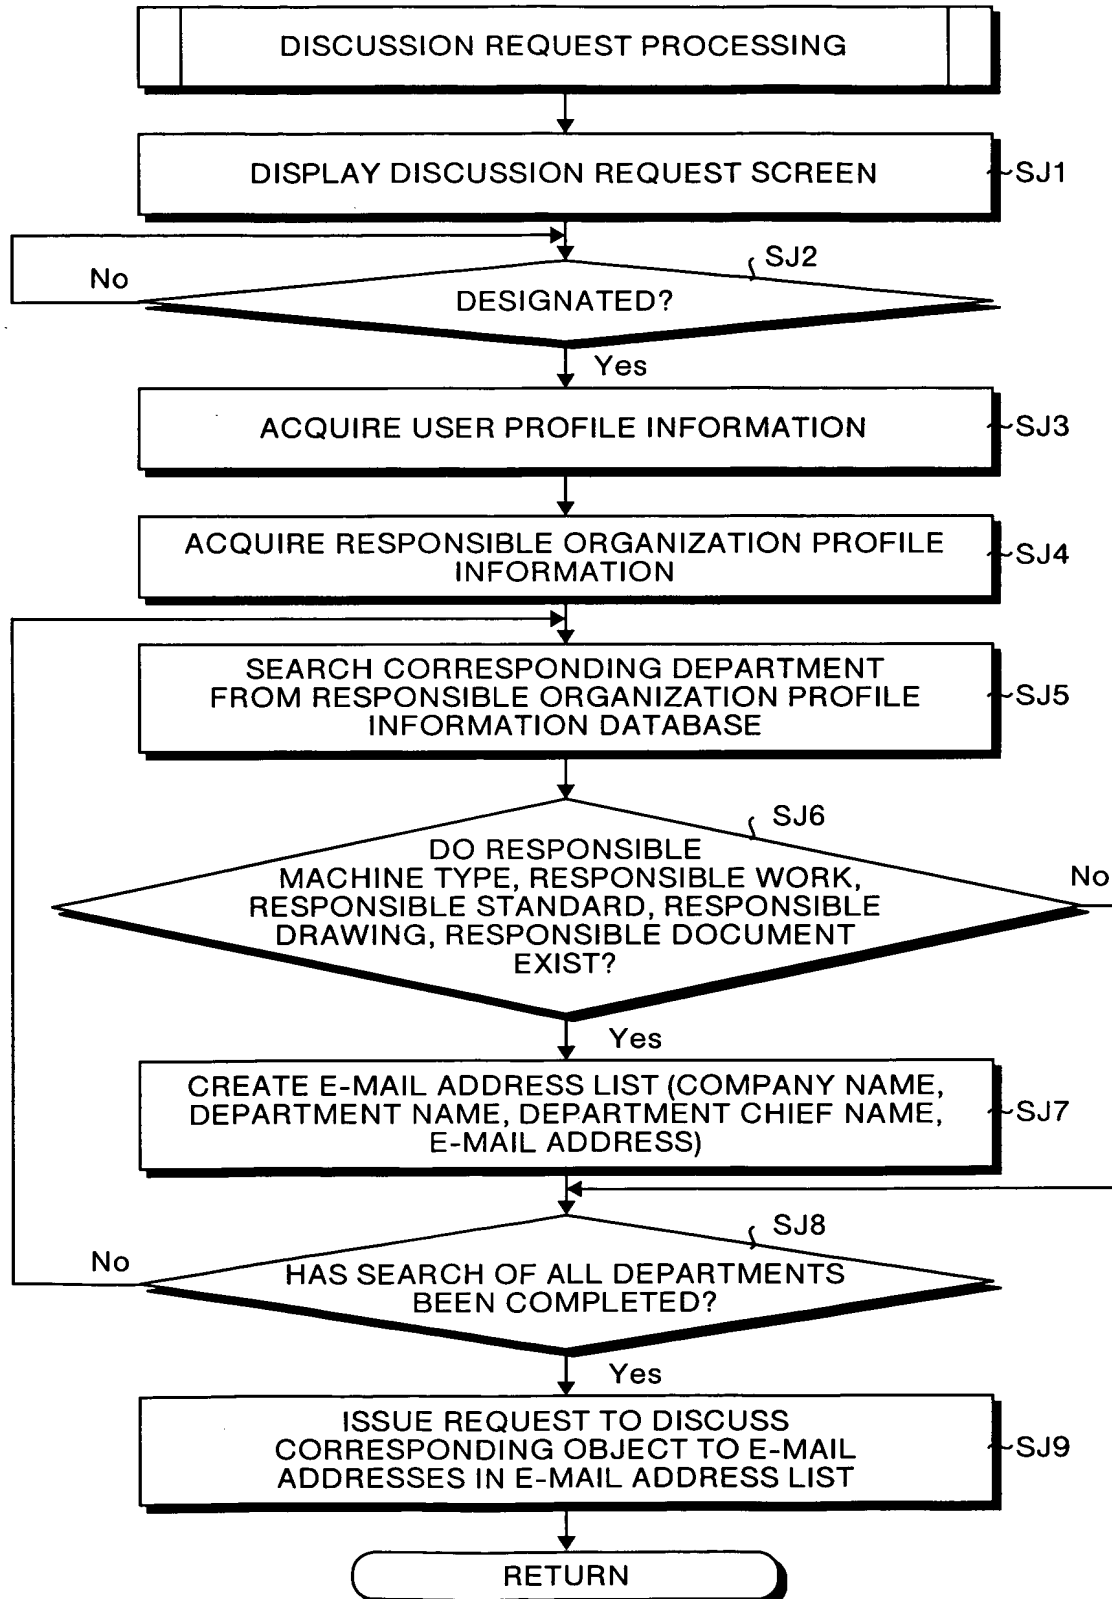 DISCUSSION REQUEST PROCESSING
DISPLAY DISCUSSION REQUEST SCREEN
SJ1
SJ2
No
DESIGNATED?
Yes
ACQUIRE USER PROFILE INFORMATION
SJ3
ACQUIRE RESPONSIBLE ORGANIZATION PROFILE
INFORMATION
SJ4
SEARCH CORRESPONDING DEPARTMENT
FROM RESPONSIBLE ORGANIZATION PROFILE
INFORMATION DATABASE
SJ5
SJ6
DO RESPONSIBLE
MACHINE TYPE, RESPONSIBLE WORK,
RESPONSIBLE STANDARD, RESPONSIBLE
DRAWING, RESPONSIBLE DOCUMENT
EXIST?
No
Yes
CREATE E-MAIL ADDRESS LIST (COMPANY NAME,
DEPARTMENT NAME, DEPARTMENT CHIEF NAME,
E-MAIL ADDRESS)
SJ7
SJ8
No
HAS SEARCH OF ALL DEPARTMENTS
BEEN COMPLETED?
Yes
ISSUE REQUEST TO DISCUSS
CORRESPONDING OBJECT TO E-MAIL
ADDRESSES IN E-MAIL ADDRESS LIST
SJ9
RETURN